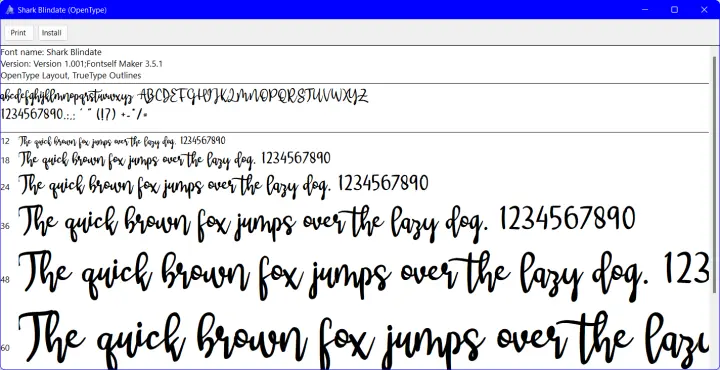 Shark Blindate (OpenType)
Print Install
Font name: Shark Blindate
Version: Version 1.001;Fontself Maker 3.5.1
OpenType Layout, TrueType Outlines
abcdefghijklmnopqrstuvwxyz ABCDEFGHIJKLMNOPQRSTUVWXYZ
1234567890.:,; ' " (!?) +-*/=
12 The quick brown fox jumps over the lazy dog. 1234567890
18 The quick brown fox jumps over the lazy dog. 1234567890
24 The quick brown fox jumps over the lazy dog. 1234567890
36 The quick brown fox jumps over the lazy dog. 1234567890
48 The quick brown fox jumps over the lazy dog. 123
60 The quick brown fox jumps over the lazy